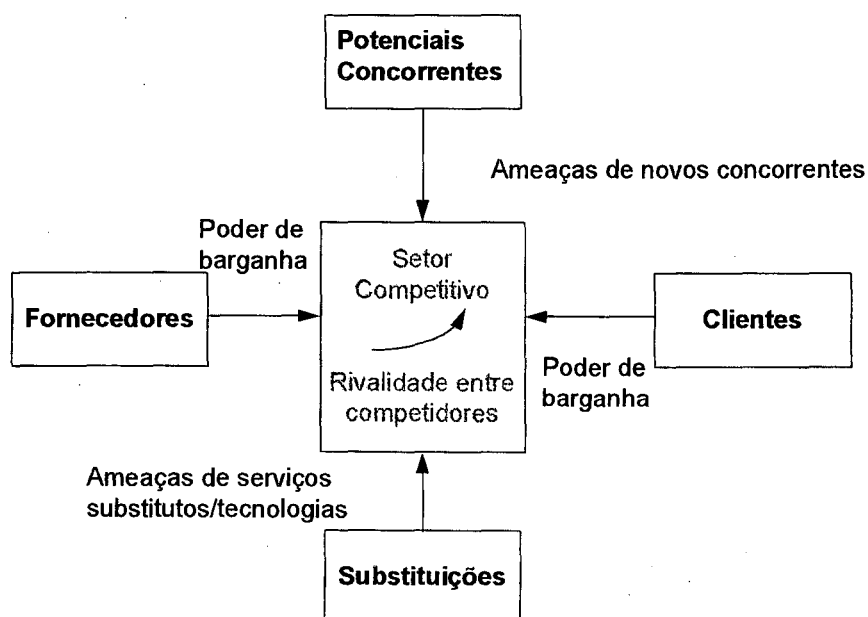 Potenciais
Concorrentes
Ameaças de novos concorrentes
Poder de
barganha
Setor
Competitivo
Fornecedores
Clientes
Rivalidade entre
competidores
Poder de
barganha
Ameaças de serviços
substitutos/tecnologias
Substituições